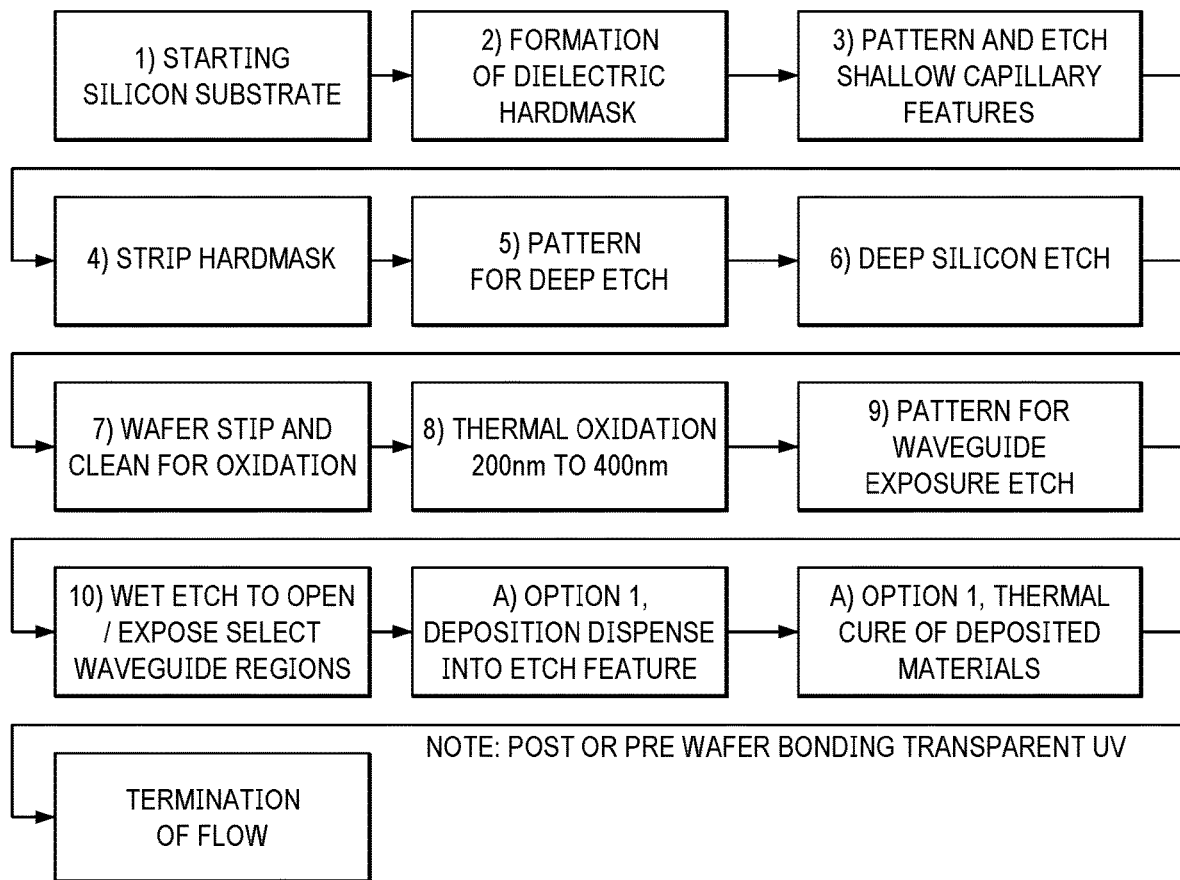 1) STARTING
SILICON SUBSTRATE
2) FORMATION
OF DIELECTRIC
HARDMASK
3) PATTERN AND ETCH
SHALLOW CAPILLARY
FEATURES
4) STRIP HARDMASK
5) PATTERN
FOR DEEP ETCH
6) DEEP SILICON ETCH
7) WAFER STIP AND
CLEAN FOR OXIDATION
8) THERMAL OXIDATION
200nm TO 400nm
9) PATTERN FOR
WAVEGUIDE
EXPOSURE ETCH
10) WET ETCH TO OPEN
/ EXPOSE SELECT
WAVEGUIDE REGIONS
A) OPTION 1,
DEPOSITION DISPENSE
INTO ETCH FEATURE
A) OPTION 1, THERMAL
CURE OF DEPOSITED
MATERIALS
NOTE: POST OR PRE WAFER BONDING TRANSPARENT UV
TERMINATION
OF FLOW